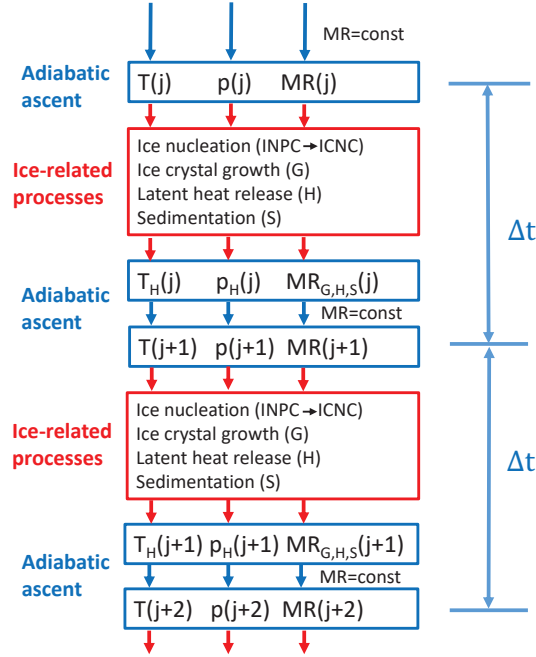 MR=const
Adiabatic
ascent
T(j) p(j) MR(j)
Ice-related
processes
Ice nucleation (INPC→ICNC)
Ice crystal growth (G)
Latent heat release (H)
Sedimentation (S)
Δt
Adiabatic
ascent
T_H(j) p_H(j) MR_G,H,S(j)
MR=const
T(j+1) p(j+1) MR(j+1)
Ice-related
processes
Ice nucleation (INPC→ICNC)
Ice crystal growth (G)
Latent heat release (H)
Sedimentation (S)
Δt
Adiabatic
ascent
T_H(j+1) p_H(j+1) MR_G,H,S(j+1)
MR=const
T(j+2) p(j+2) MR(j+2)